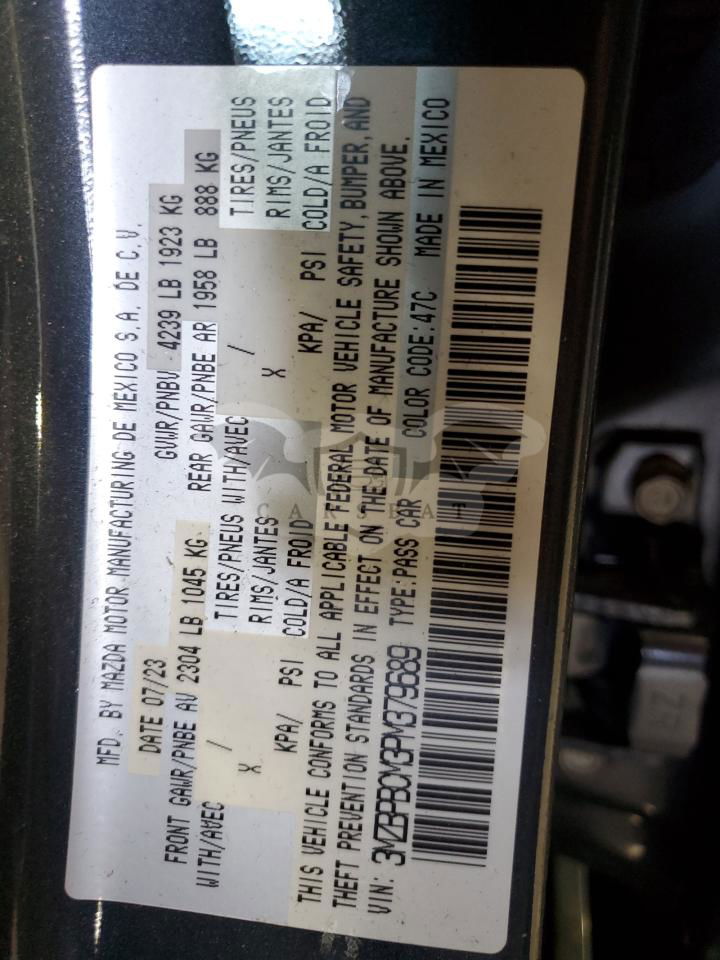 MFD. BY MAZDA MOTOR MANUFACTURING DE MEXICO S.A. DE C.V.
DATE 07/23 GVWR/PNBV 4239 LB 1923 KG
FRONT GAWR/PNBE AV 2304 LB 1045 KG REAR GAWR/PNBE AR 1958 LB 888 KG
WITH/AVEC / TIRES/PNEUS WITH/AVEC / TIRES/PNEUS
X RIMS/JANTES X RIMS/JANTES
KPA/ PSI COLD/A FROID KPA/ PSI COLD/A FROID
THIS VEHICLE CONFORMS TO ALL APPLICABLE FEDERAL MOTOR VEHICLE SAFETY, BUMPER, AND
THEFT PREVENTION STANDARDS IN EFFECT ON THE DATE OF MANUFACTURE SHOWN ABOVE.
VIN: 3MZBPBCM3PM379689 TYPE:PASS CAR COLOR CODE:47C MADE IN MEXICO
CARSFAT